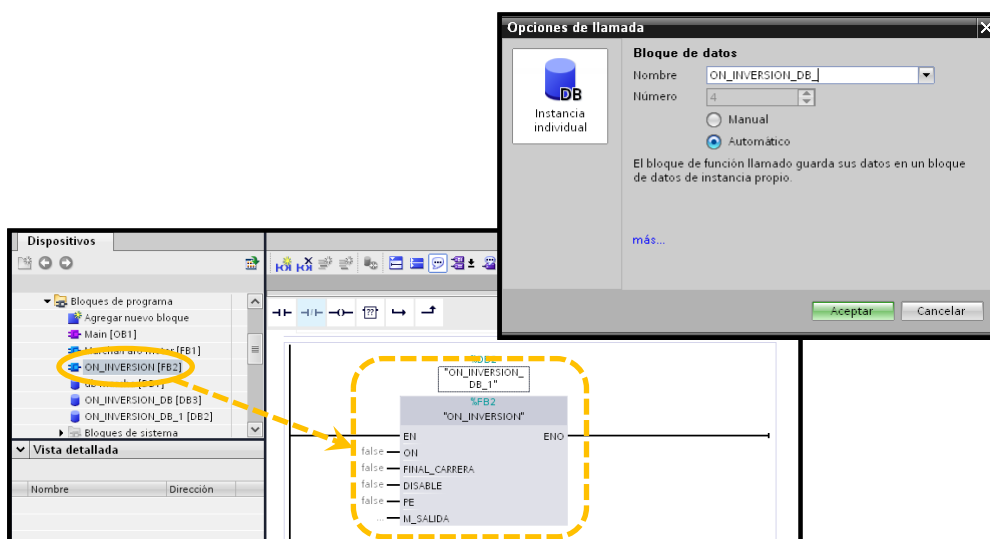 Opciones de llamada
Bloque de datos
Nombre ON_INVERSION_DB_
Número 4
DB
Instancia
individual
Manual
Automático
El bloque de función llamado guarda sus datos en un bloque
de datos de instancia propio.
más...
Aceptar Cancelar
Dispositivos
Bloques de programa
Agregar nuevo bloque
Main [OB1]
[FB1]
ON_INVERSION [FB2]
ON_INVERSION_DB [DB3]
ON_INVERSION_DB_1 [DB2]
Bloques de sistema
Vista detallada
Nombre Dirección
%DB2
"ON_INVERSION_
DB_1"
%FB2
"ON_INVERSION"
EN ENO
false ON
false FINAL_CARRERA
false DISABLE
false PE
... M_SALIDA